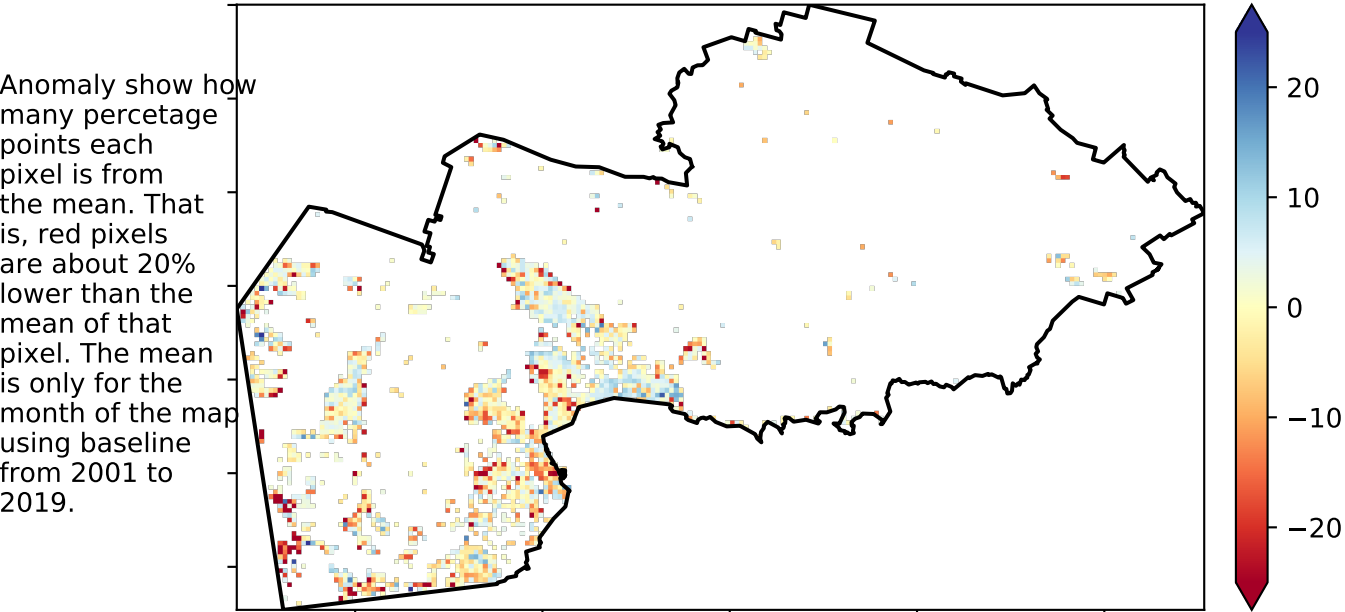 Anomaly show how
many percetage
points each
pixel is from
the mean. That
is, red pixels
are about 20%
lower than the
mean of that
pixel. The mean
is only for the
month of the map
using baseline
from 2001 to
2019.
20
10
0
−10
−20